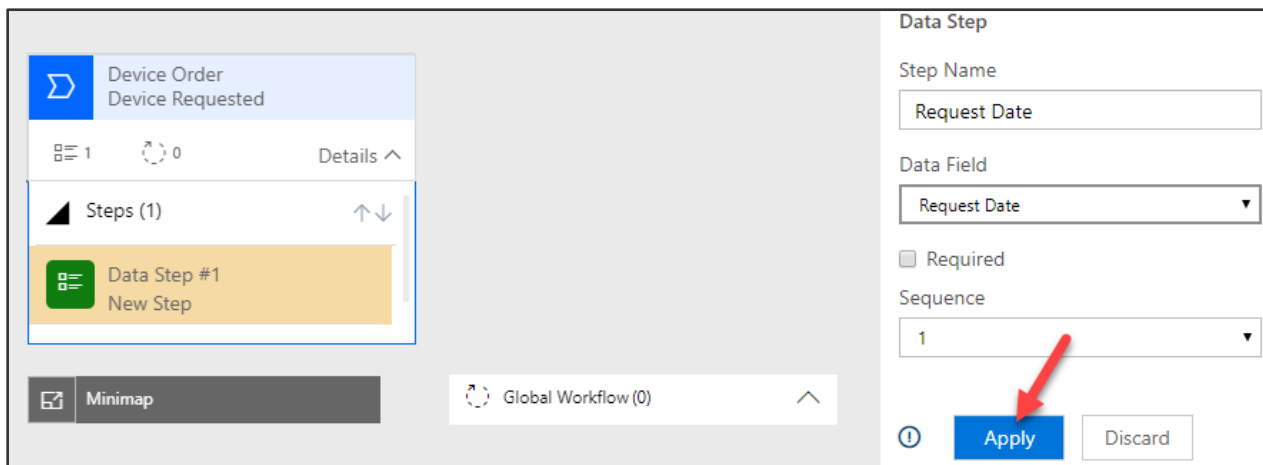 Device Order
Device Requested
1
0
Details
Steps (1)
Data Step #1
New Step
Minimap
Global Workflow (0)
Data Step
Step Name
Request Date
Data Field
Request Date
Required
Sequence
1
Apply
Discard